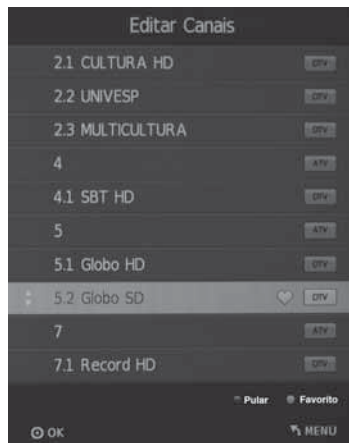 Editar Canais
2.1 CULTURA HD DTV
2.2 UNIVESP DTV
2.3 MULTICULTURA DTV
4 ATV
4.1 SBT HD DTV
5 ATV
5.1 Globo HD DTV
5.2 Globo SD DTV
7 ATV
7.1 Record HD DTV
Pular Favorito
OK MENU